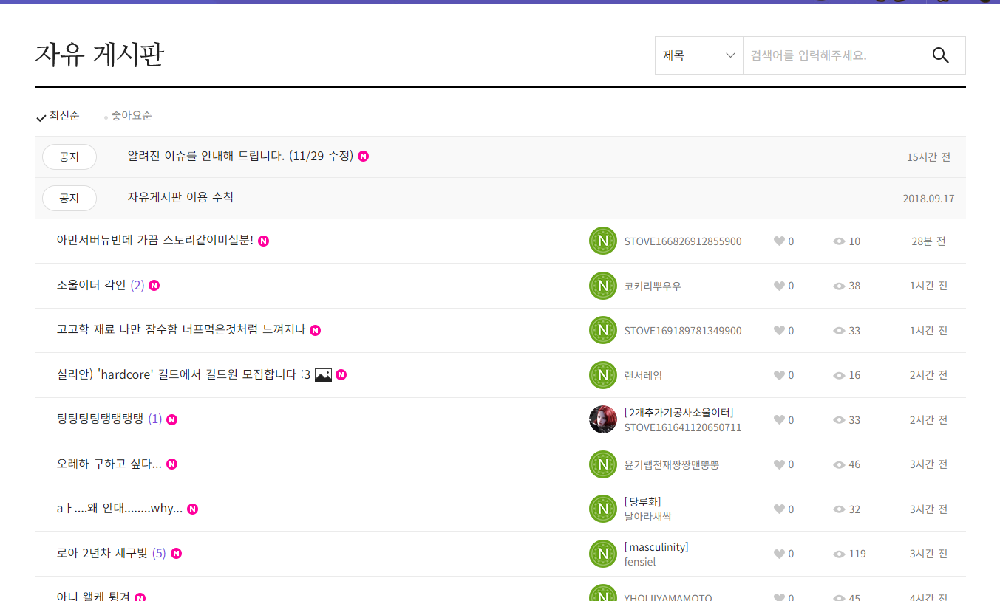 자유 게시판
제목 검색어를 입력해주세요.
최신순 좋아요순
공지 알려진 이슈를 안내해 드립니다. (11/29 수정) N 15시간 전
공지 자유게시판 이용 수칙 2018.09.17
아만서버뉴빈데 가끔 스토리같이미실분! N N STOVE166826912855900 0 10 28분 전
소울이터 각인 (2) N N 코키리뿌우우 0 38 1시간 전
고고학 재료 나만 잠수함 너프먹은것처럼 느껴지나 N N STOVE169189781349900 0 33 1시간 전
실리안) 'hardcore' 길드에서 길드원 모집합니다 :3 N N 랜서레임 0 16 2시간 전
팅팅팅팅탱탱탱탱 (1) N [2개추가기공사소울이터] 0 33 2시간 전
STOVE161641120650711
오레하 구하고 싶다... N N 윤기랩천재짱짱맨뿡뿡 0 46 3시간 전
aㅏ....왜 안대........why... N N [당루화] 0 32 3시간 전
날아라새싹
로아 2년차 세구빛 (5) N N [masculinity] 0 119 3시간 전
fensiel
아니 왤케 튕겨 N N YHOIJIYAMAMOTO 0 45 4시간 전